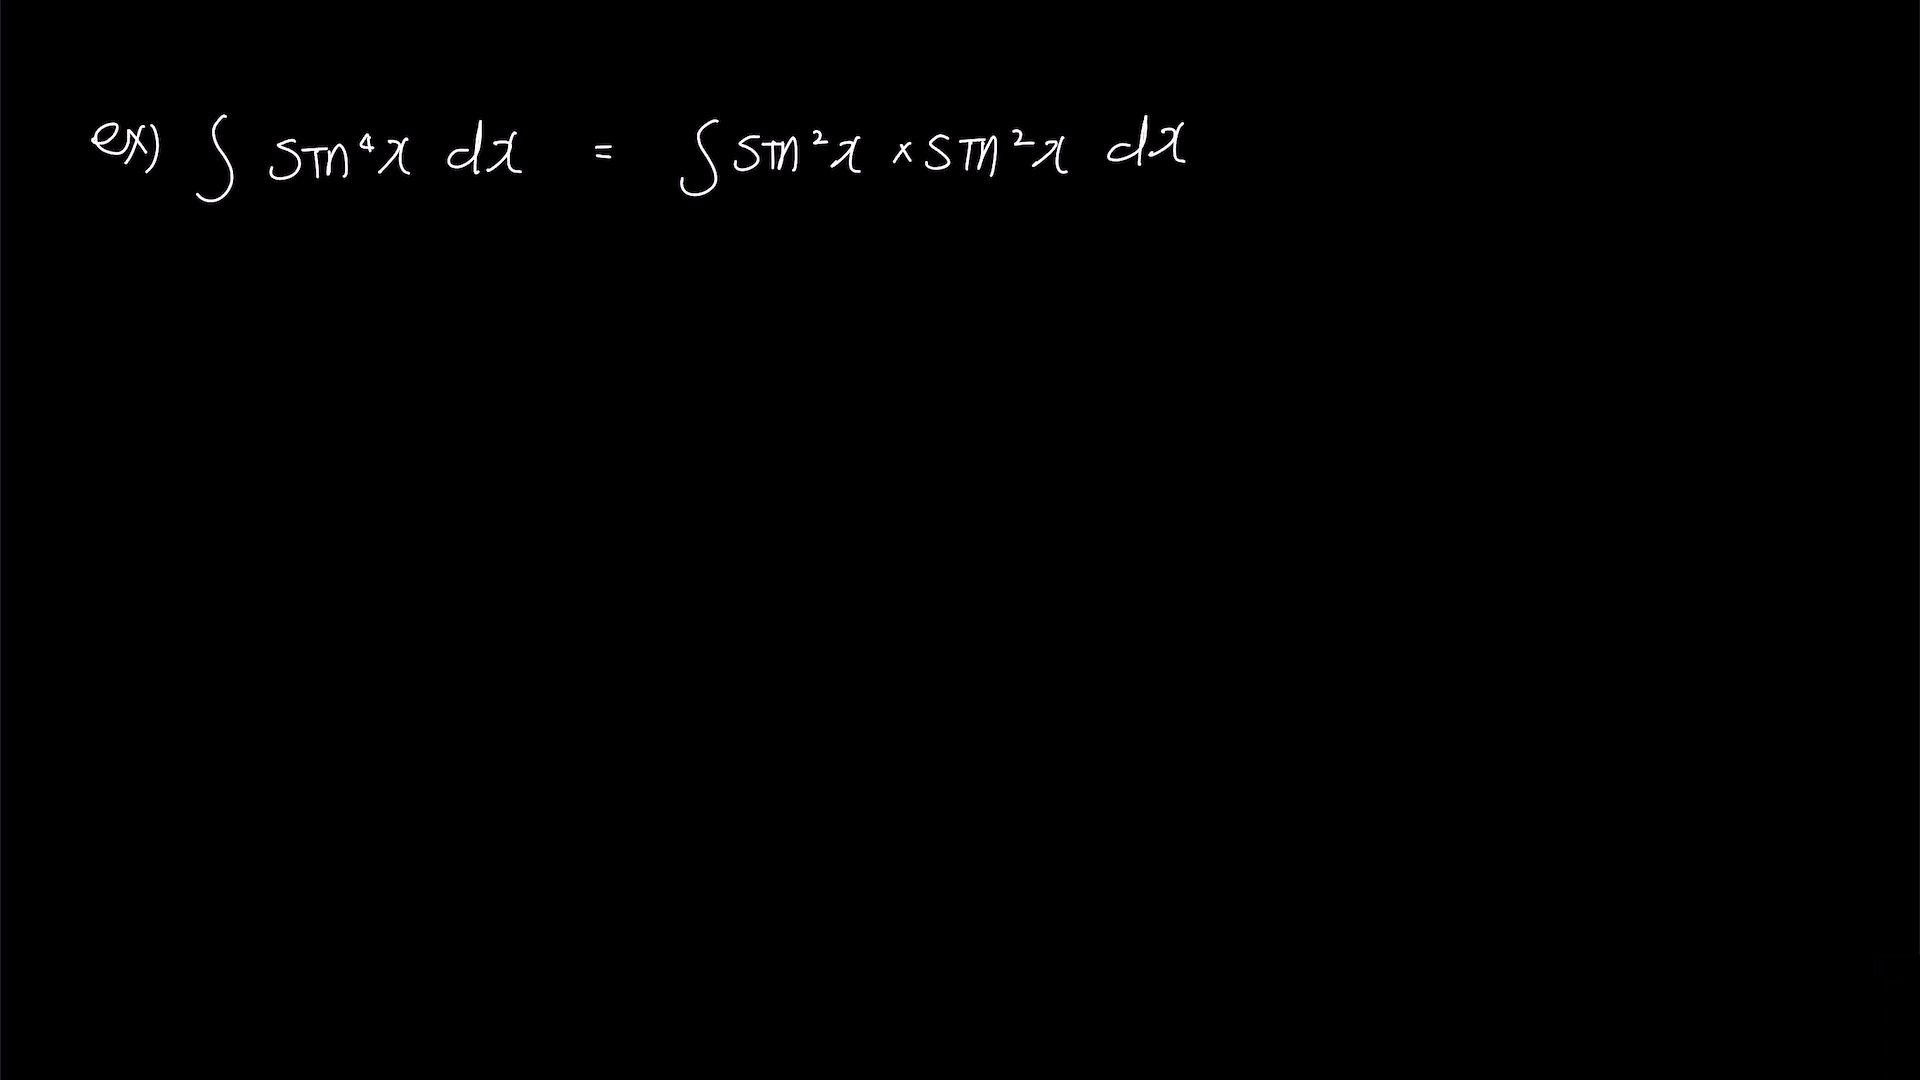 ex) ∫ sin⁴x dx = ∫ sin²x × sin²x dx